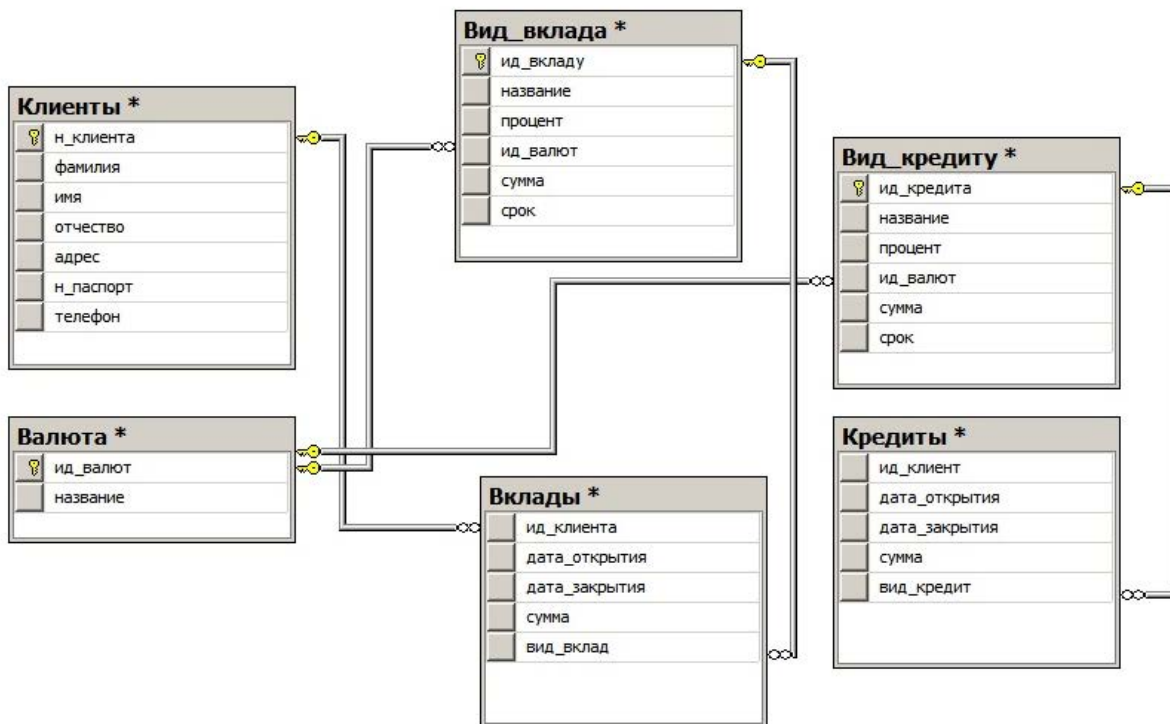 Клиенты *
н_клиента
фамилия
имя
отчество
адрес
н_паспорт
телефон
Вид_вклада *
ид_вкладу
название
процент
ид_валют
сумма
срок
Вид_кредиту *
ид_кредита
название
процент
ид_валют
сумма
срок
Валюта *
ид_валют
название
Вклады *
ид_клиента
дата_открытия
дата_закрытия
сумма
вид_вклад
Кредиты *
ид_клиент
дата_открытия
дата_закрытия
сумма
вид_кредит